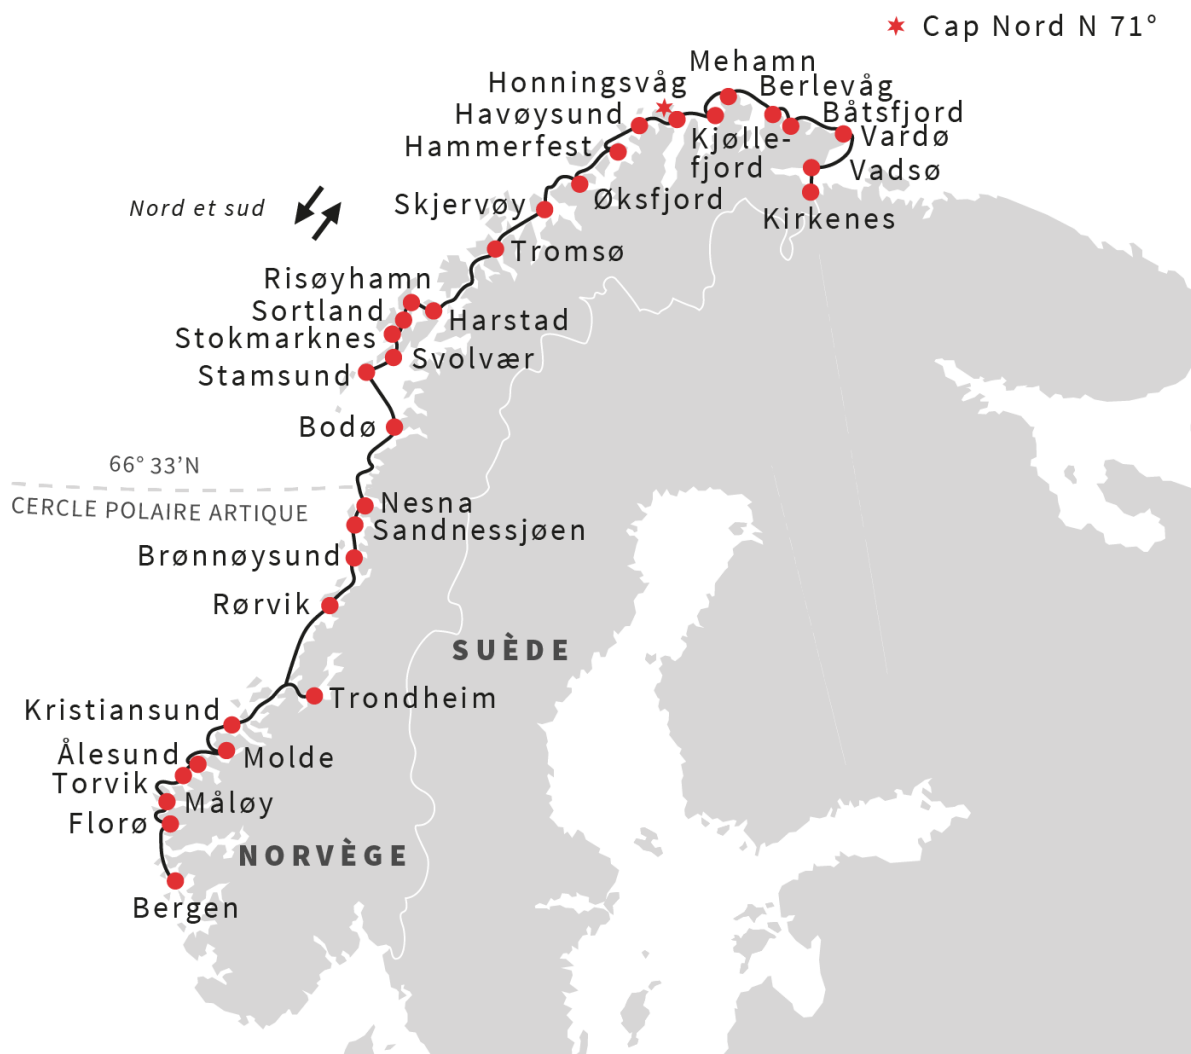 Cap Nord N 71°
Mehamn
Honningsvåg
Berlevåg
Havøysund
Båtsfjord
Hammerfest
Kjølle-
fjord
Vardø
Vadsø
Skjervøy
Øksfjord
Nord et sud
Kirkenes
Tromsø
Risøyhamn
Sortland
Harstad
Stokmarknes
Svolvær
Stamsund
Bodø
66° 33’N
CERCLE POLAIRE ARTIQUE
Nesna
Sandnessjøen
Brønnøysund
Rørvik
SUÈDE
Trondheim
Kristiansund
Ålesund
Molde
Torvik
Måløy
Florø
NORVÈGE
Bergen